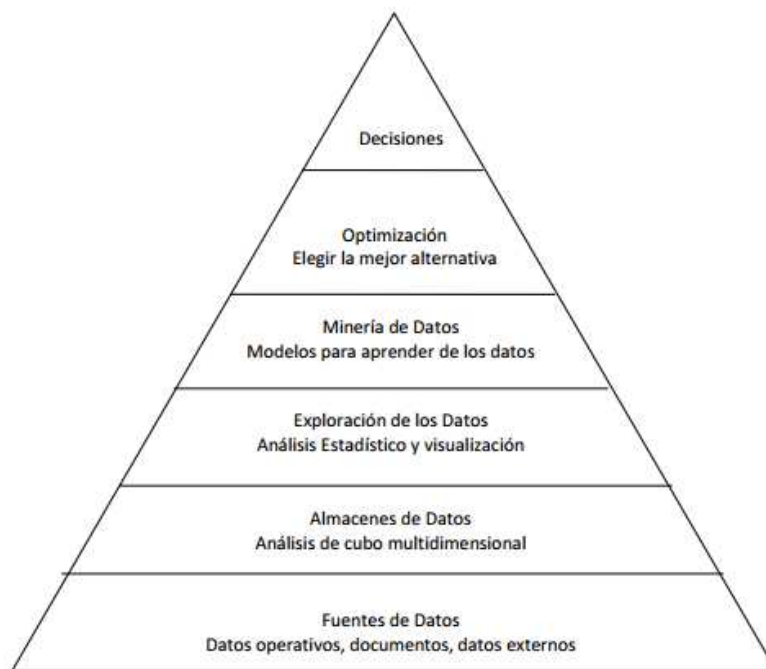 Decisiones
Optimización
Elegir la mejor alternativa
Minería de Datos
Modelos para aprender de los datos
Exploración de los Datos
Análisis Estadístico y visualización
Almacenes de Datos
Análisis de cubo multidimensional
Fuentes de Datos
Datos operativos, documentos, datos externos